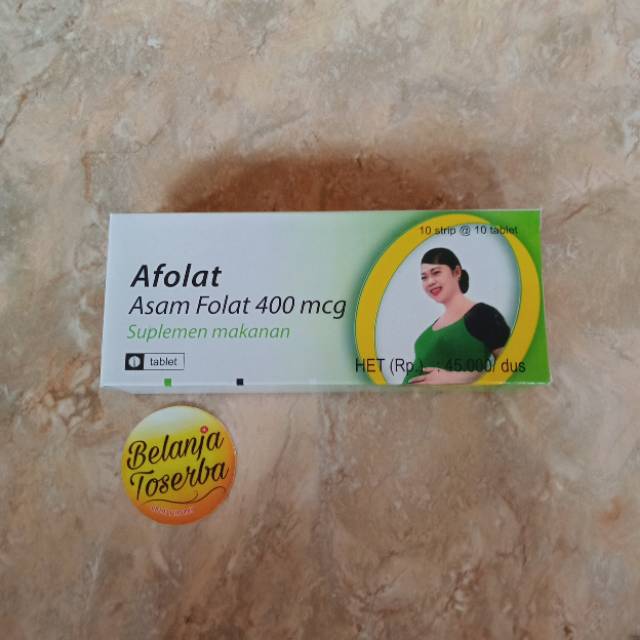 10 strip @ 10 tablet
Afolat
Asam Folat 400 mcg
Suplemen makanan
tablet
HET (Rp.) : 45.000/ dus
Belanja
Toserba